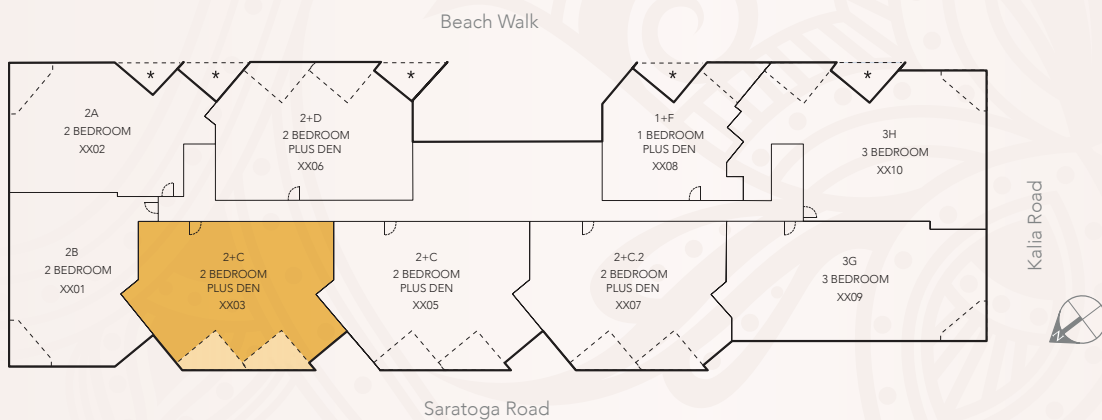 Beach Walk
*
*
*
*
*
2A
2 BEDROOM
XX02
2+D
2 BEDROOM
PLUS DEN
XX06
1+F
1 BEDROOM
PLUS DEN
XX08
3H
3 BEDROOM
XX10
Kalia Road
2B
2 BEDROOM
XX01
2+C
2 BEDROOM
PLUS DEN
XX03
2+C
2 BEDROOM
PLUS DEN
XX05
2+C.2
2 BEDROOM
PLUS DEN
XX07
3G
3 BEDROOM
XX09
N
Saratoga Road